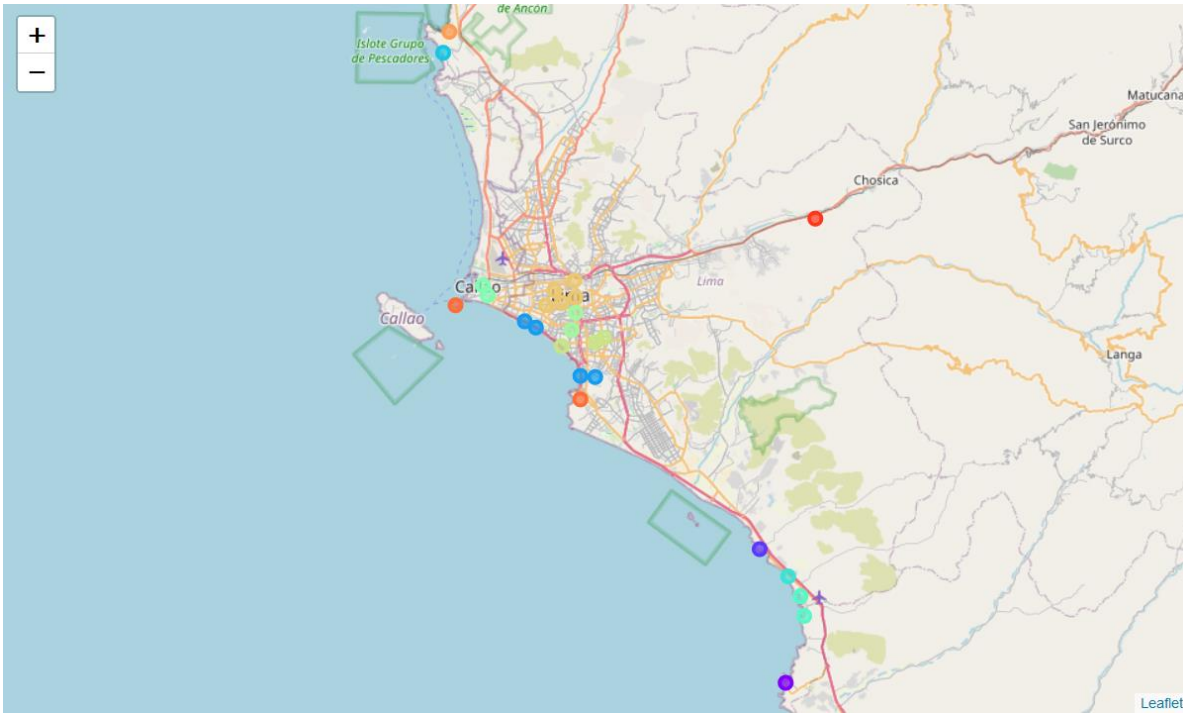 +
−
de Ancón
Islote Grupo
de Pescadores
Matucana
San Jerónimo
de Surco
Chosica
Lima
Callao
Lima
Callao
Langa
Leaflet